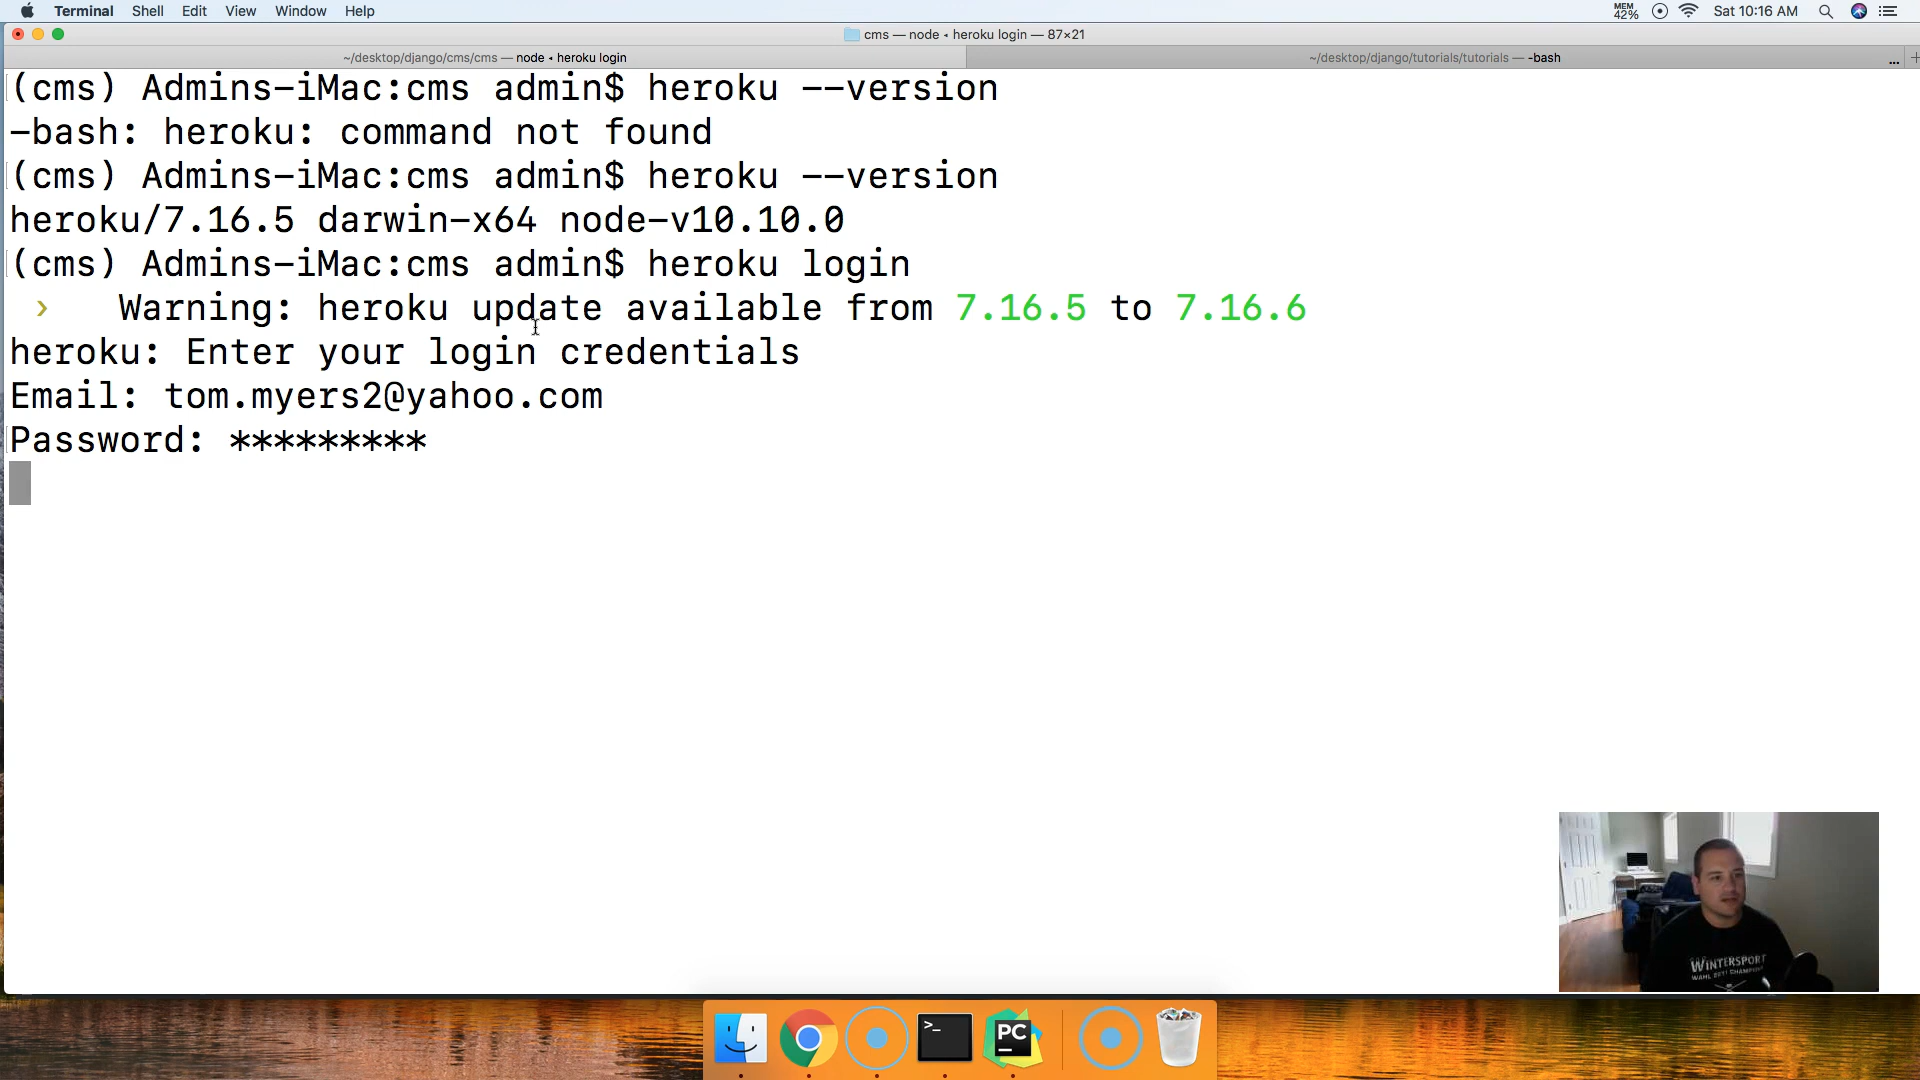 Terminal Shell Edit View Window Help
MEM 42% Sat 10:16 AM
cms — node ◂ heroku login — 87×21
~/desktop/django/cms/cms — node ◂ heroku login
~/desktop/django/tutorials/tutorials — -bash
...
+
(cms) Admins-iMac:cms admin$ heroku --version
-bash: heroku: command not found
(cms) Admins-iMac:cms admin$ heroku --version
heroku/7.16.5 darwin-x64 node-v10.10.0
(cms) Admins-iMac:cms admin$ heroku login
› Warning: heroku update available from 7.16.5 to 7.16.6
heroku: Enter your login credentials
Email: tom.myers2@yahoo.com
Password: *********
WINTERSPORT
>_
PC